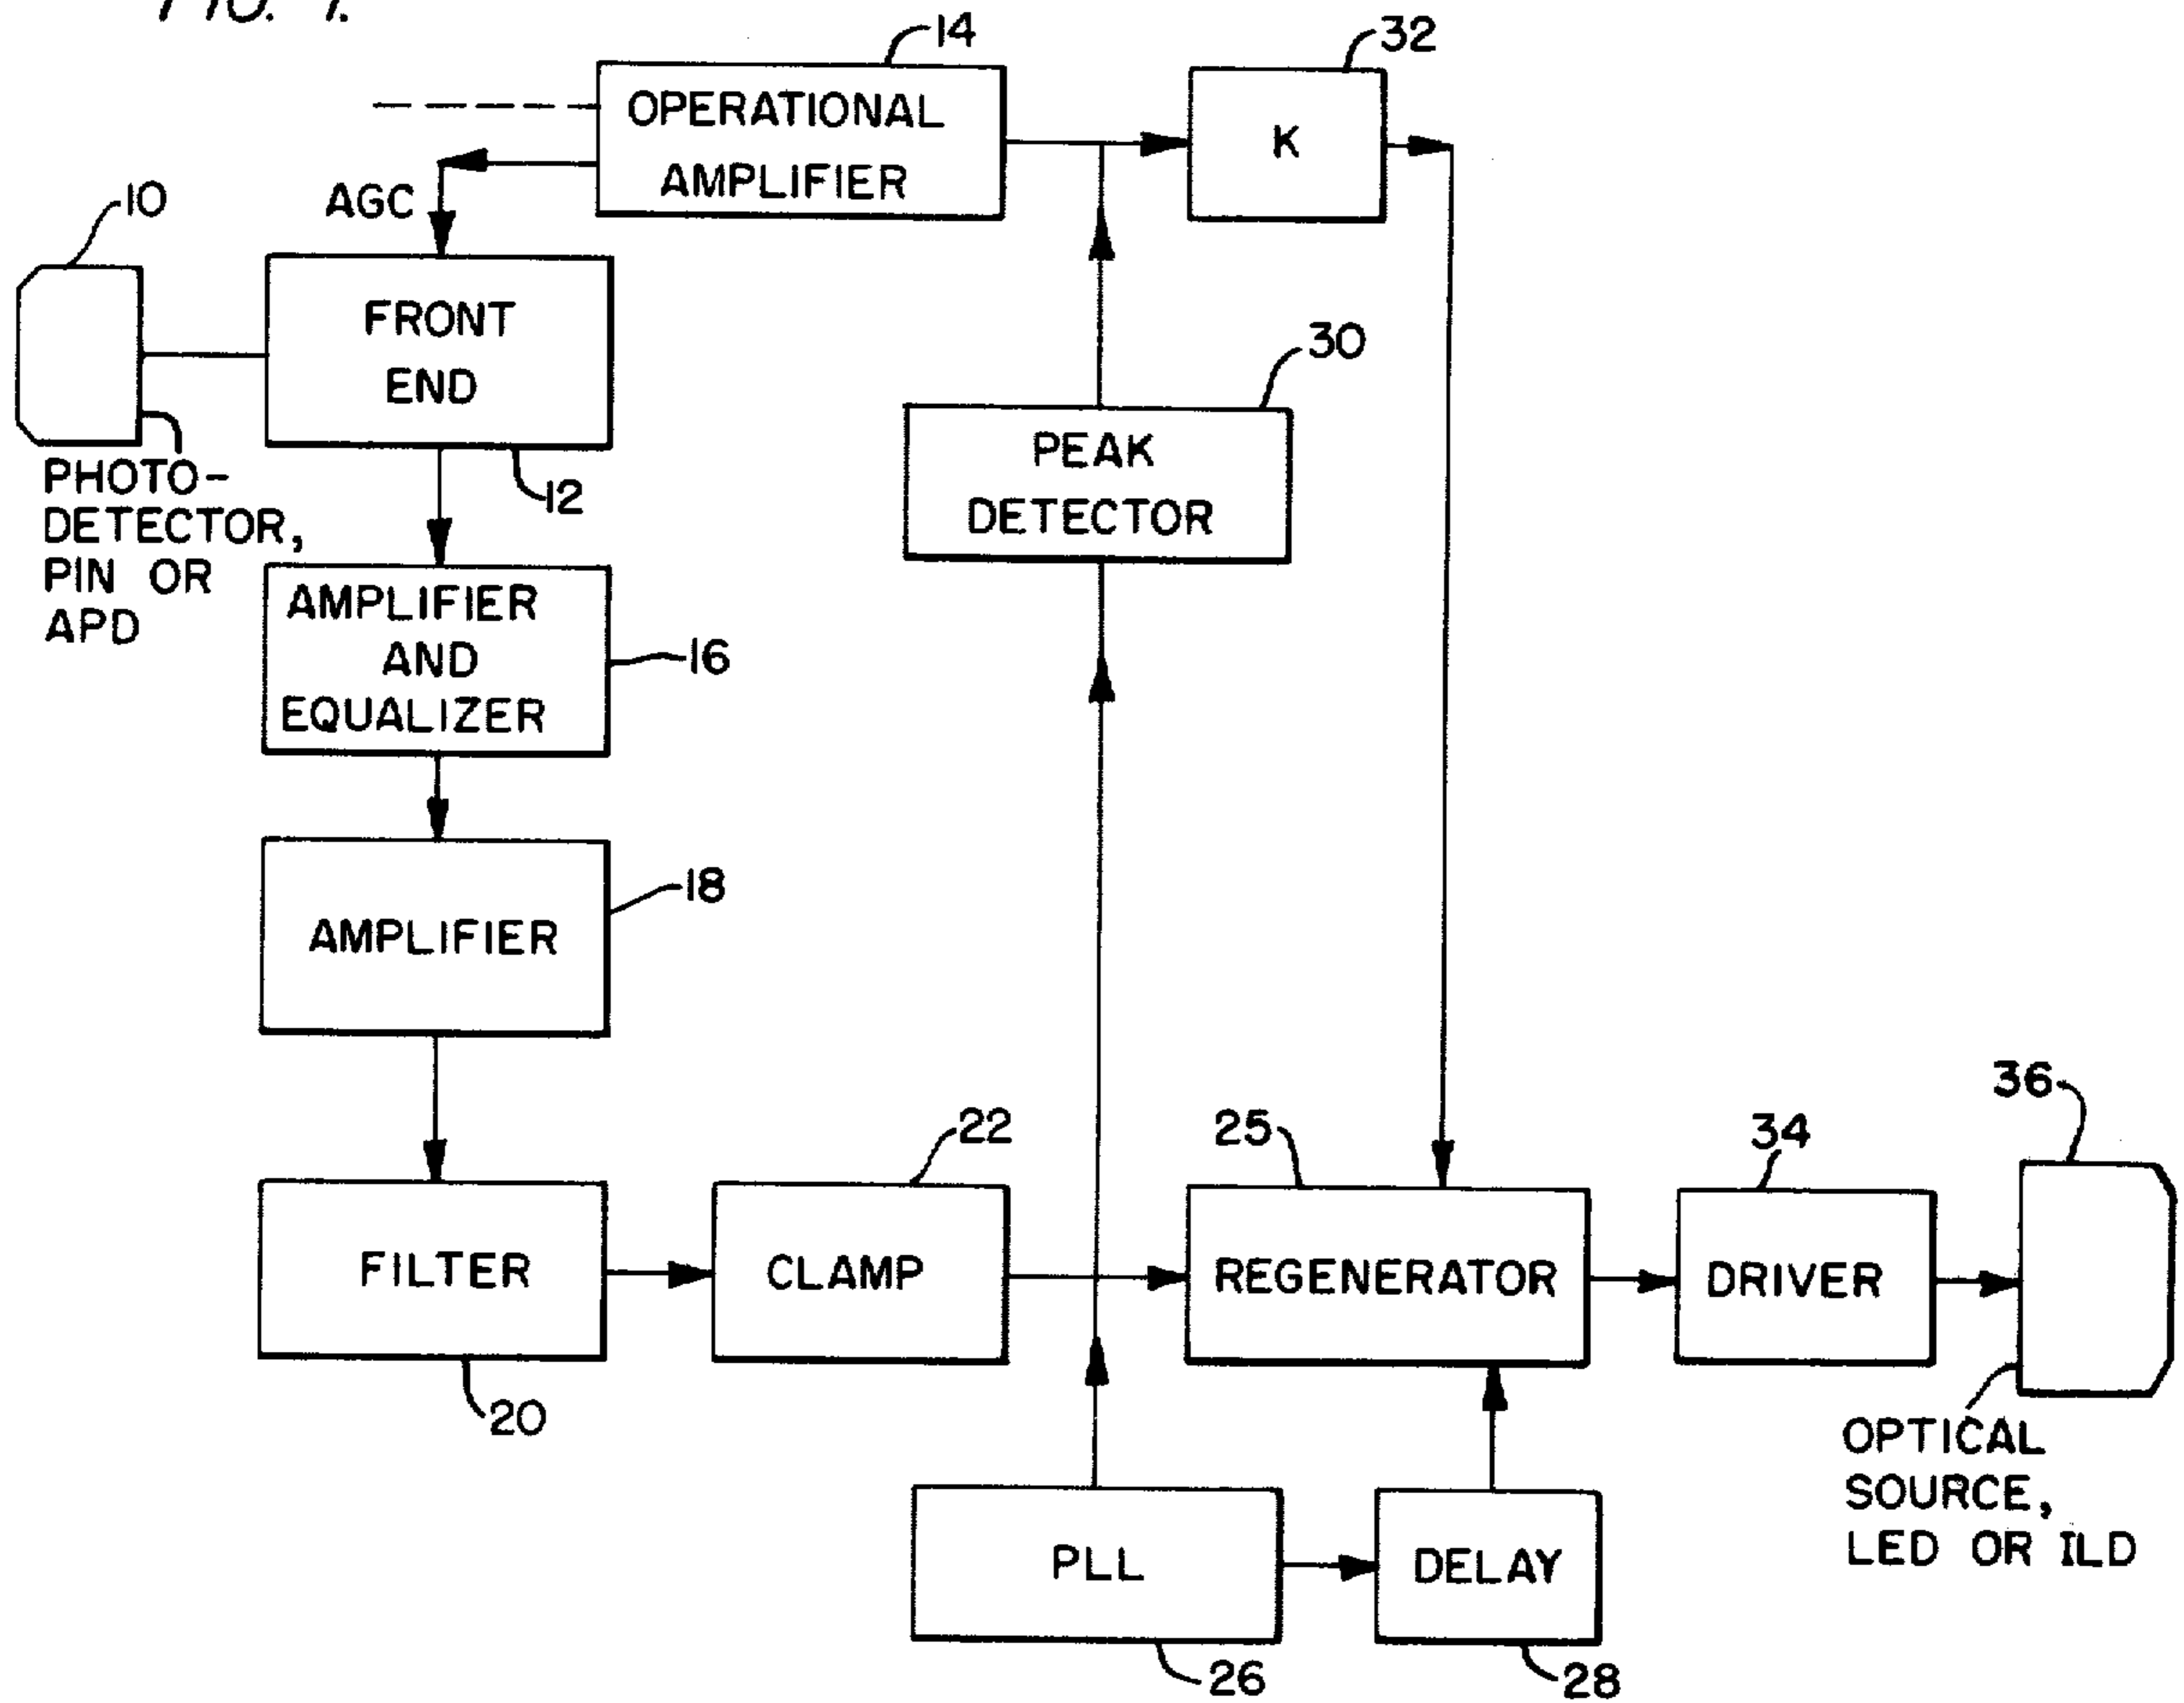 FIG. 1.
14
32
OPERATIONAL
AMPLIFIER
K
AGC
10
FRONT
END
12
PHOTO-
DETECTOR,
PIN OR
APD
30
PEAK
DETECTOR
AMPLIFIER
AND
EQUALIZER
16
AMPLIFIER
18
FILTER
20
CLAMP
22
REGENERATOR
25
DRIVER
34
36
OPTICAL
SOURCE,
LED OR ILD
PLL
26
DELAY
28